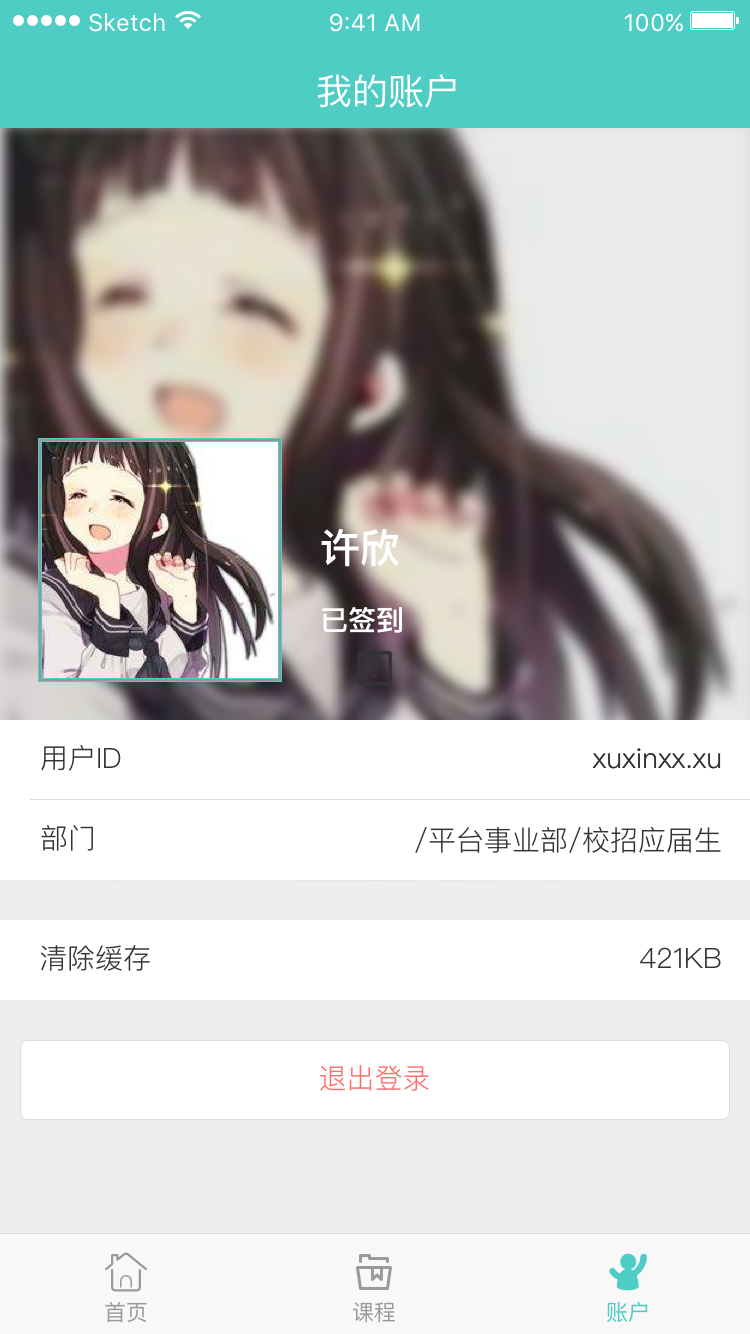 Sketch 9:41 AM 100%
我的账户
许欣
已签到
用户ID xuxinxx.xu
部门 /平台事业部/校招应届生
清除缓存 421KB
退出登录
首页 课程 账户